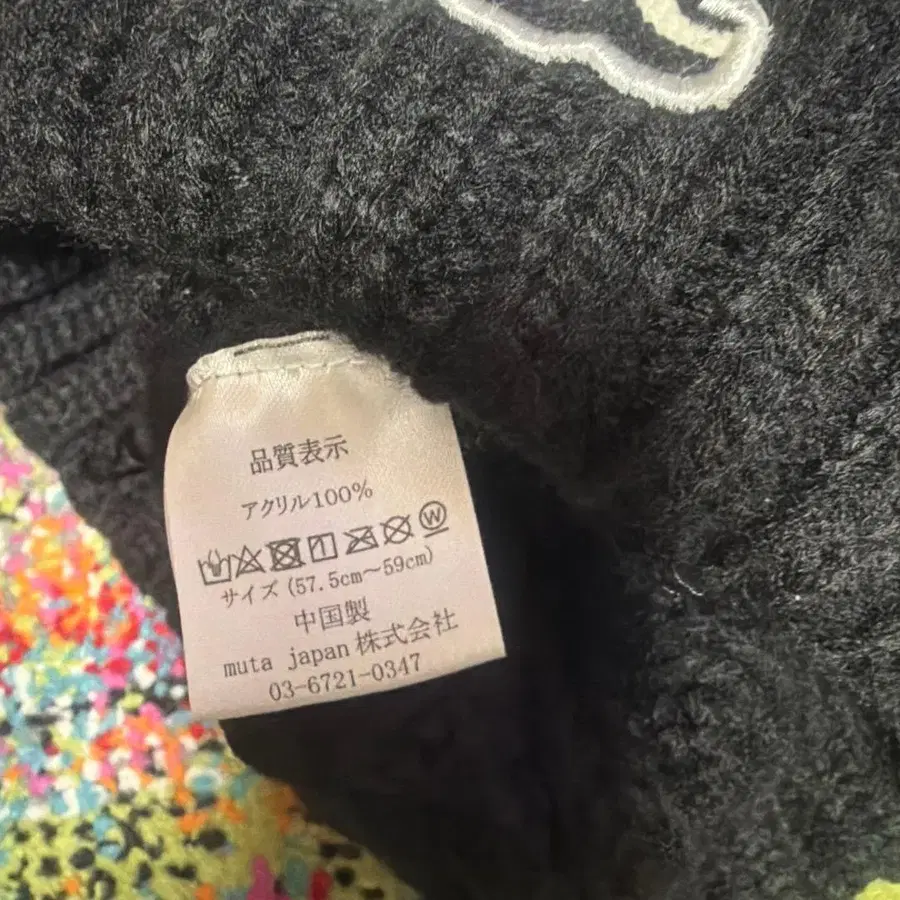 品質表示
アクリル100%
W
サイズ (57.5cm～59cm)
中国製
muta japan 株式会社
03-6721-0347